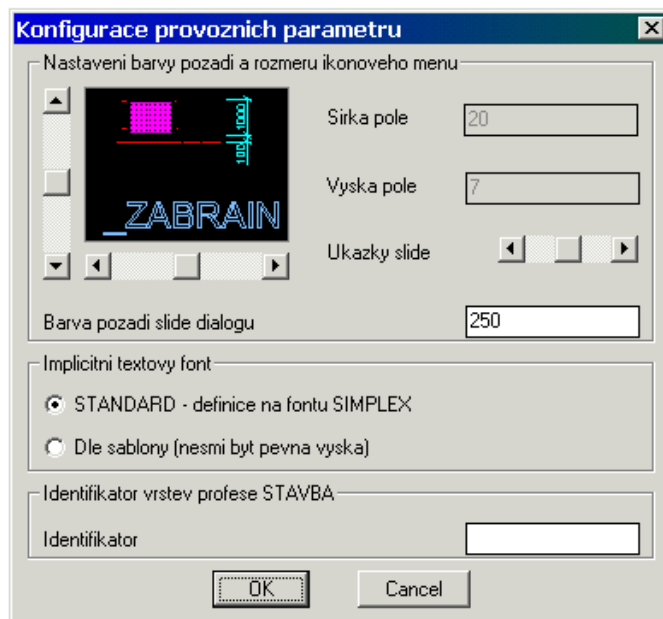 Konfigurace provoznich parametru
Nastaveni barvy pozadi a rozmeru ikonoveho menu
1000
100
_ZABRAIN
Sirka pole
20
Vyska pole
7
Ukazky slide
Barva pozadi slide dialogu
250
Implicitni textovy font
STANDARD - definice na fontu SIMPLEX
Dle sablony (nesmi byt pevna vyska)
Identifikator vrstev profese STAVBA
Identifikator
OK
Cancel